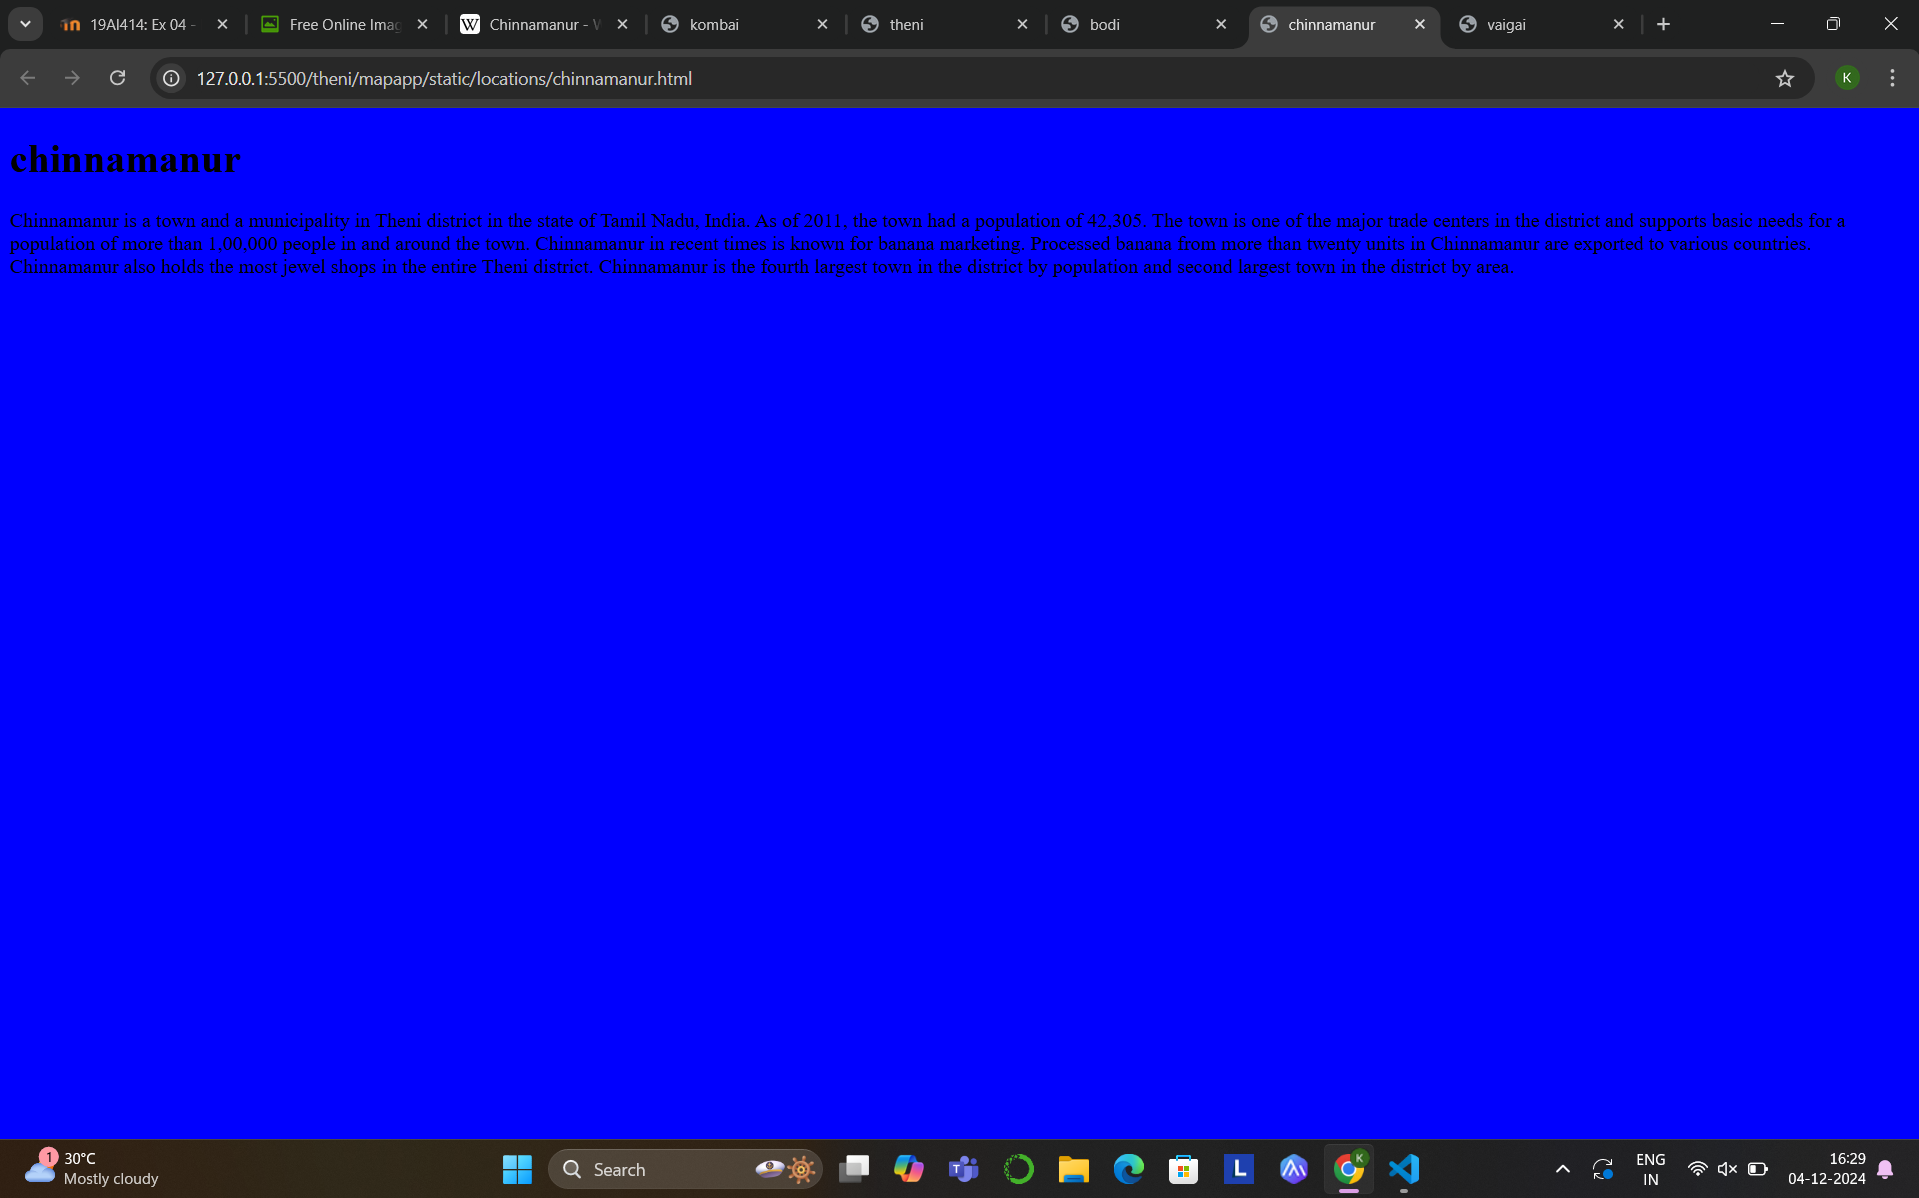 19AI414: Ex 04 -
Free Online Imag
Chinnamanur - W
kombai
theni
bodi
chinnamanur
vaigai
127.0.0.1:5500/theni/mapapp/static/locations/chinnamanur.html
K
chinnamanur
Chinnamanur is a town and a municipality in Theni district in the state of Tamil Nadu, India. As of 2011, the town had a population of 42,305. The town is one of the major trade centers in the district and supports basic needs for a
population of more than 1,00,000 people in and around the town. Chinnamanur in recent times is known for banana marketing. Processed banana from more than twenty units in Chinnamanur are exported to various countries.
Chinnamanur also holds the most jewel shops in the entire Theni district. Chinnamanur is the fourth largest town in the district by population and second largest town in the district by area.
1
30°C
Mostly cloudy
Search
L
K
ENG
IN
16:29
04-12-2024